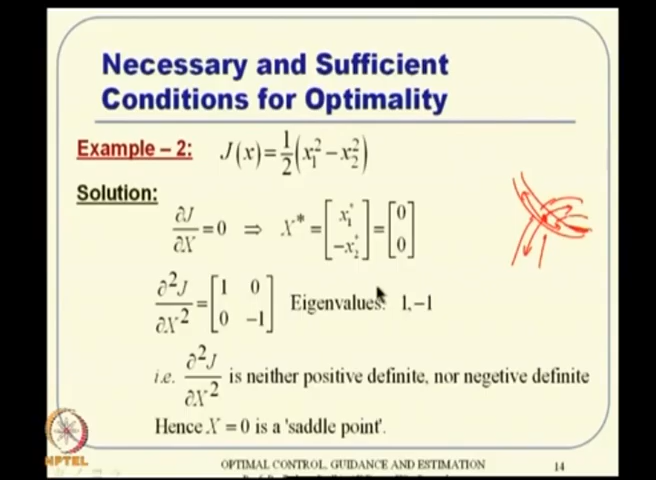 Necessary and Sufficient
Conditions for Optimality
Example – 2: J(x)=1/2(x₁²−x₂²)
Solution:
∂J/∂X=0 ⇒ X*=[x₁*; −x₂*]=[0; 0]
∂²J/∂X²=[1 0; 0 −1] Eigenvalues: 1,−1
i.e. ∂²J/∂X² is neither positive definite, nor negetive definite
Hence X = 0 is a 'saddle point'.
NPTEL
OPTIMAL CONTROL, GUIDANCE AND ESTIMATION 14